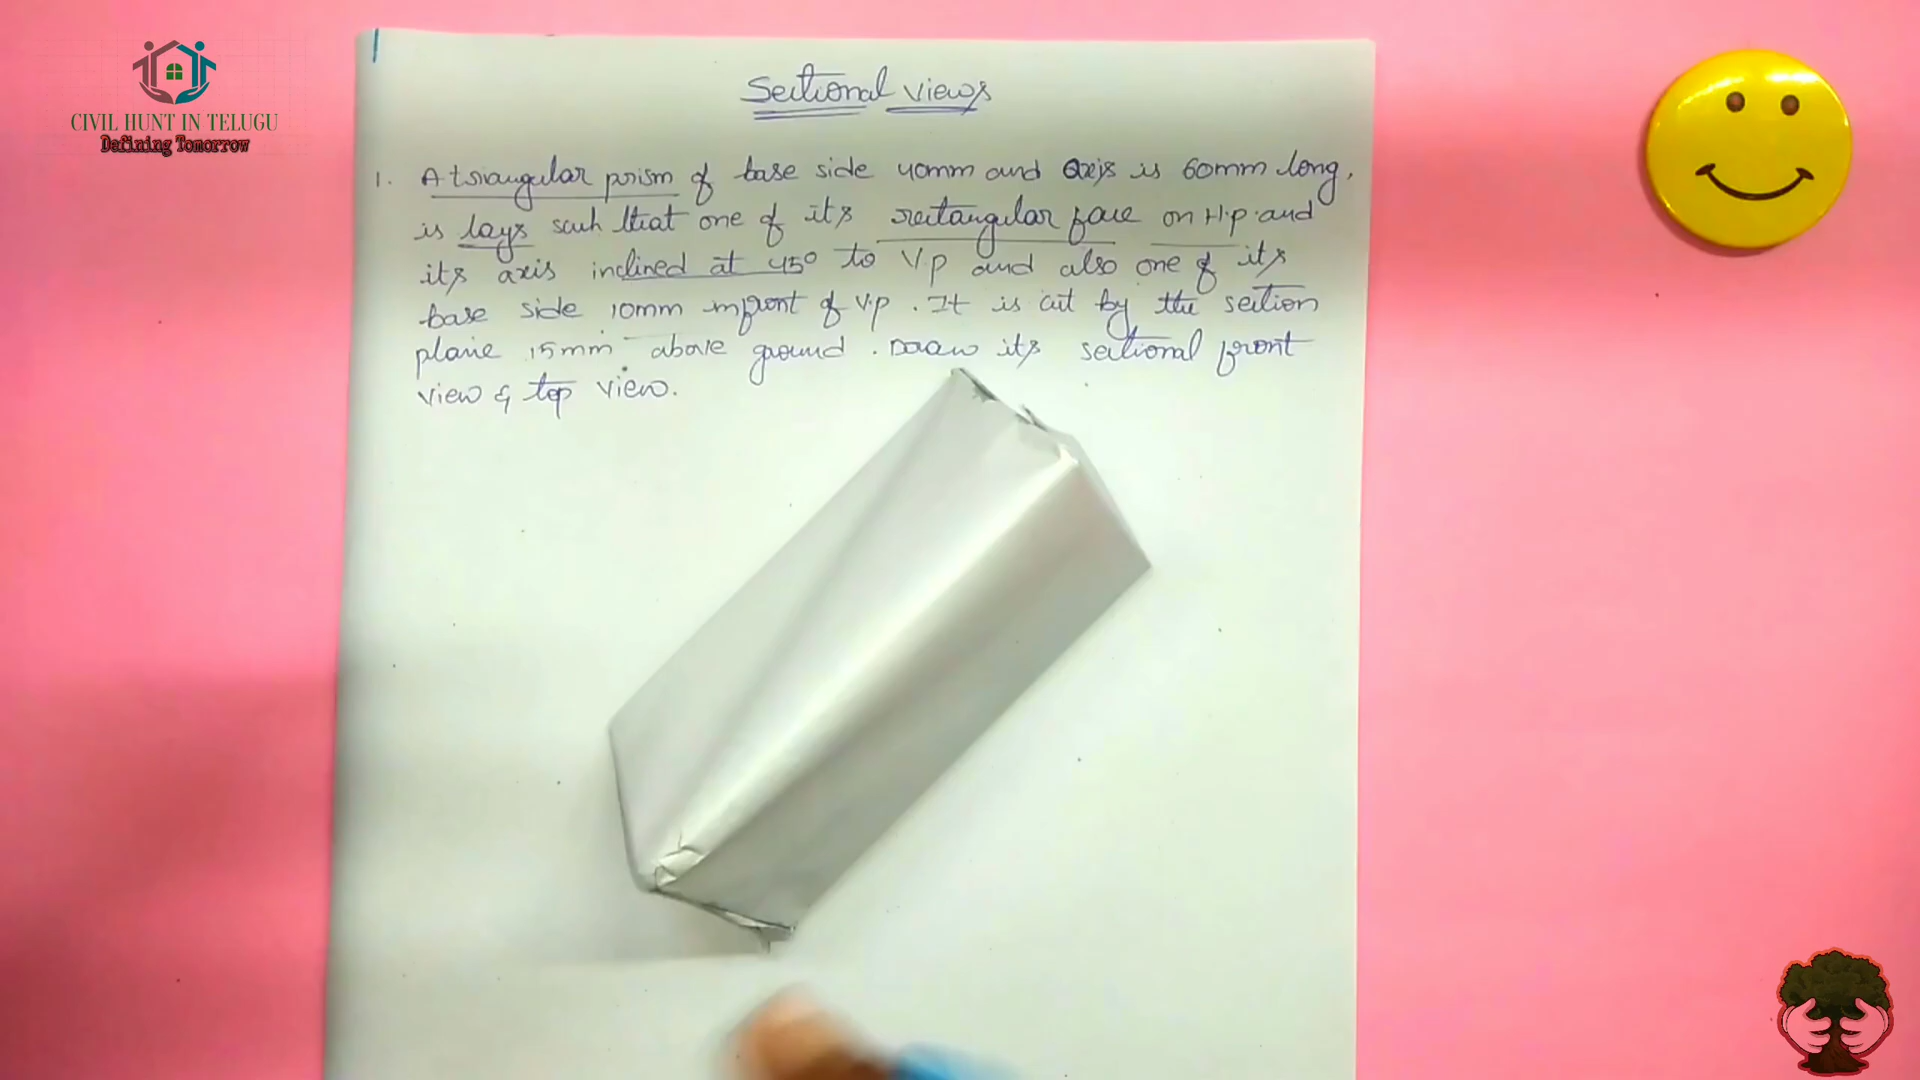 CIVIL HUNT IN TELUGU
Defining Tomorrow
Sectional views
1. A triangular prism of base side 40mm and axis is 60mm long,
is lays such that one of its rectangular face on H.p. and
its axis inclined at 45° to V.p and also one of its
base side 10mm infront of V.p. It is cut by the section
plane 15mm above ground. Draw its sectional front
view & top view.